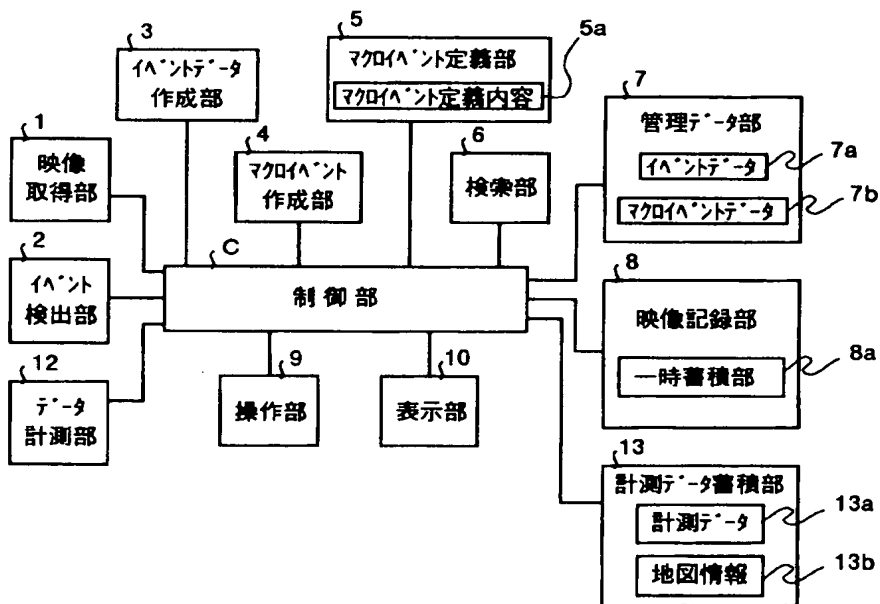 3
イベントデータ
作成部
5
マクロイベント定義部
マクロイベント定義内容
5a
1
映像
取得部
4
マクロイベント
作成部
6
検索部
7
管理データ部
イベントデータ
7a
マクロイベントデータ
7b
2
イベント
検出部
C
制御部
8
映像記録部
一時蓄積部
8a
12
データ
計測部
9
操作部
10
表示部
13
計測データ蓄積部
計測データ
13a
地図情報
13b